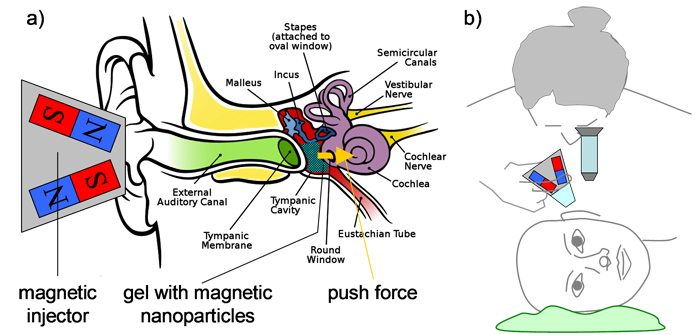 a)
b)
Stapes
(attached to
oval window)
Semicircular
Canals
Incus
Malleus
Vestibular
Nerve
S
N
N
S
External
Auditory Canal
Cochlear
Nerve
Cochlea
Tympanic
Cavity
Tympanic
Membrane
Eustachian Tube
Round
Window
magnetic
injector
gel with magnetic
nanoparticles
push force